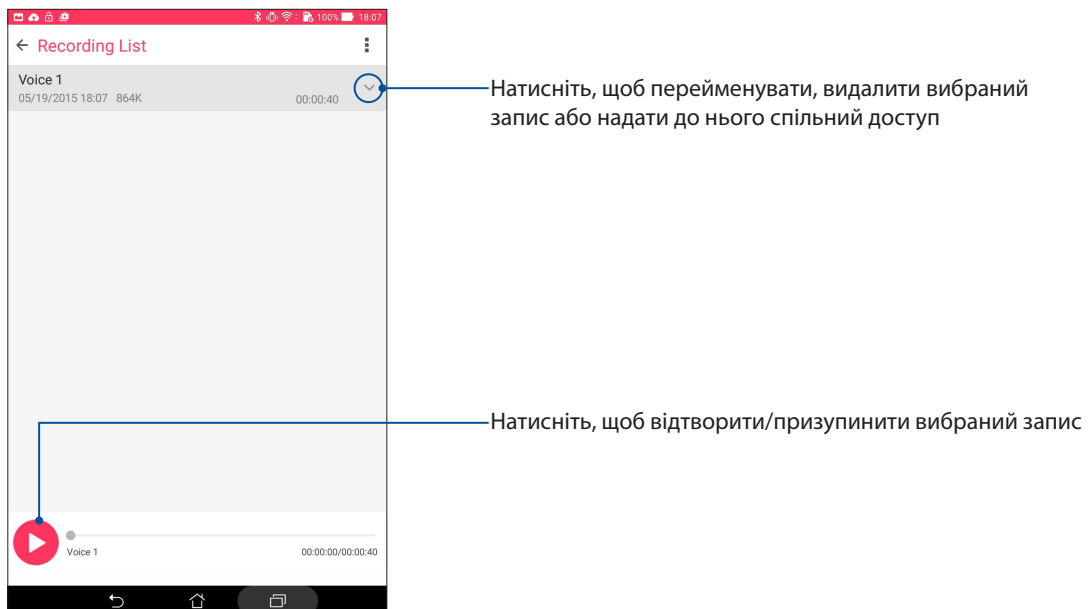 100% 18:07
Recording List
Voice 1
05/19/2015 18:07 864K 00:00:40
Натисніть, щоб перейменувати, видалити вибраний
запис або надати до нього спільний доступ
Натисніть, щоб відтворити/призупинити вибраний запис
Voice 1 00:00:00/00:00:40